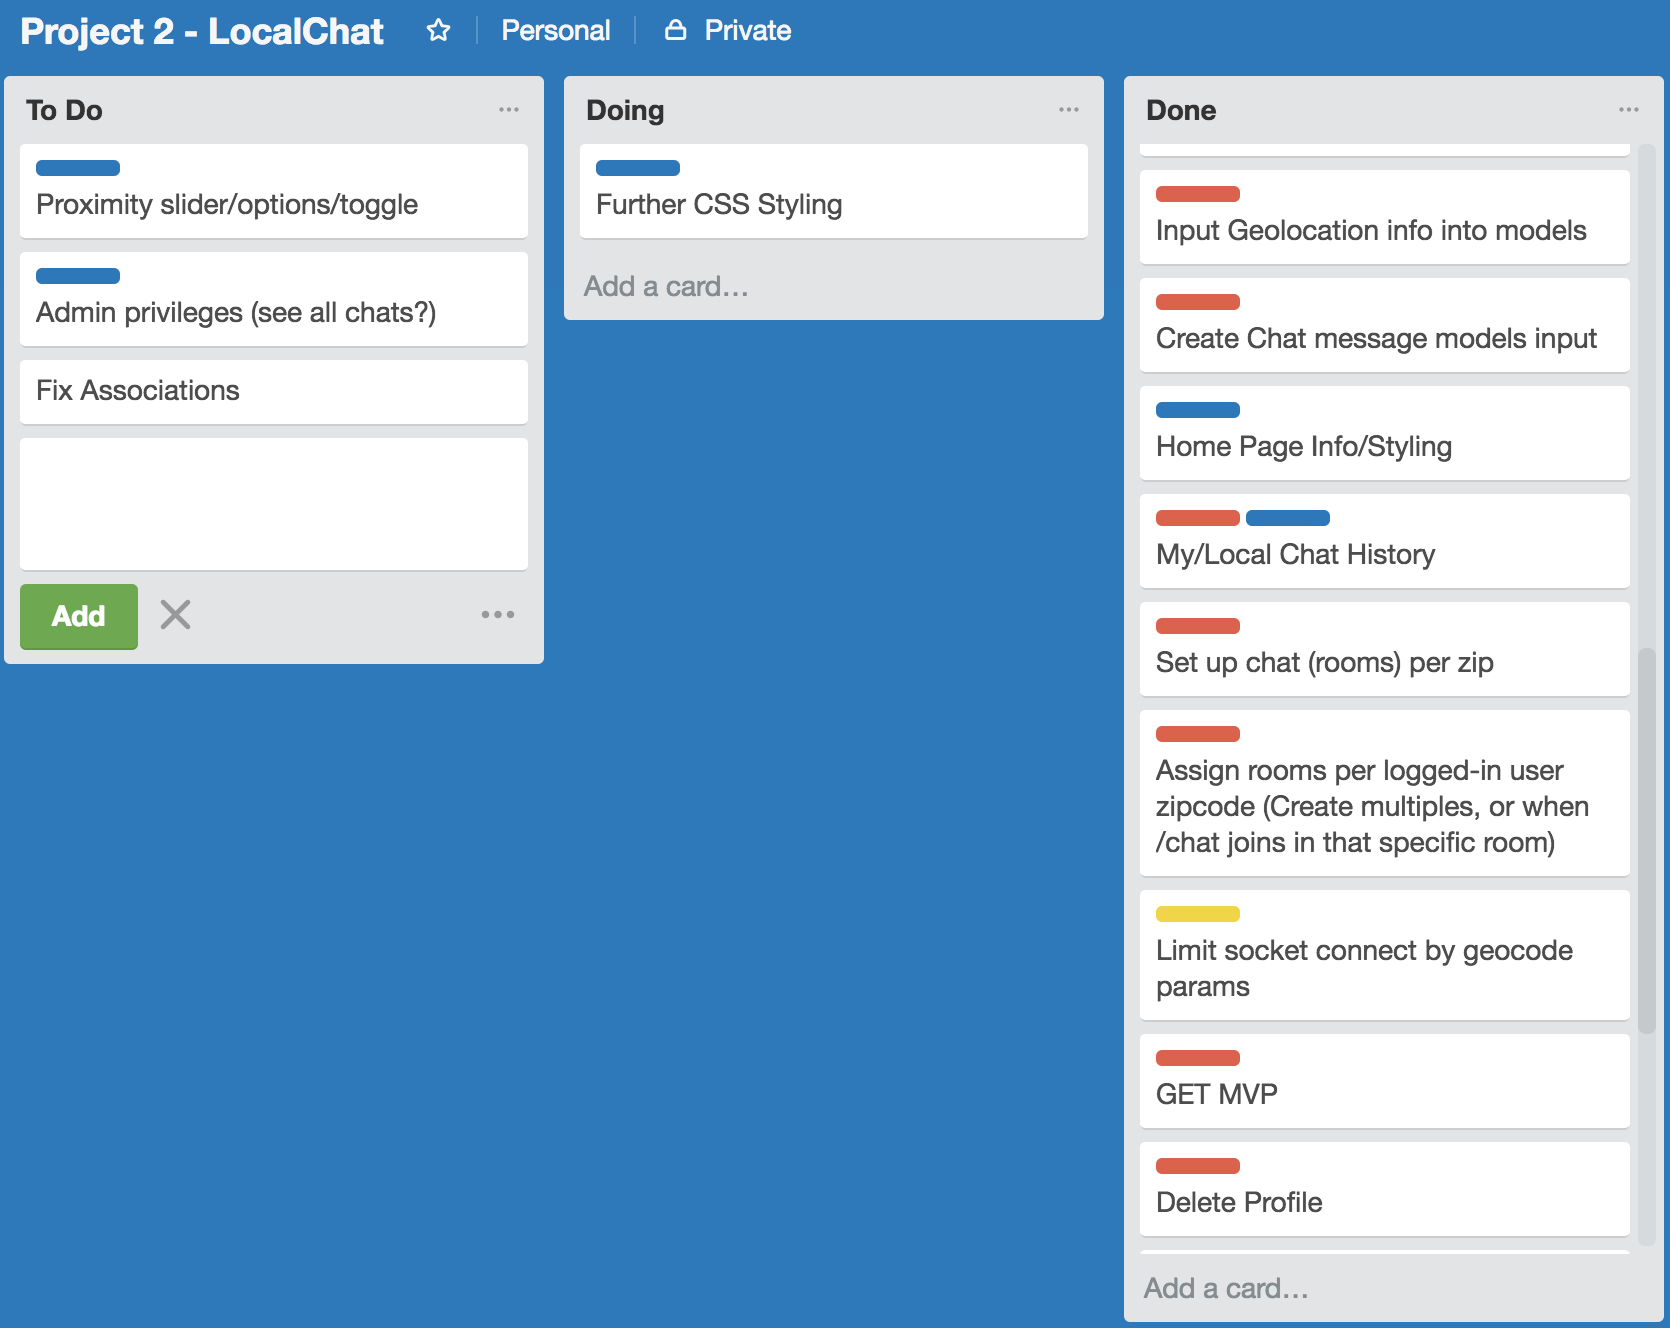 Project 2 - LocalChat
Personal
Private
To Do
Proximity slider/options/toggle
Admin privileges (see all chats?)
Fix Associations
Add
Doing
Further CSS Styling
Add a card...
Done
Input Geolocation info into models
Create Chat message models input
Home Page Info/Styling
My/Local Chat History
Set up chat (rooms) per zip
Assign rooms per logged-in user
zipcode (Create multiples, or when
/chat joins in that specific room)
Limit socket connect by geocode
params
GET MVP
Delete Profile
Add a card...